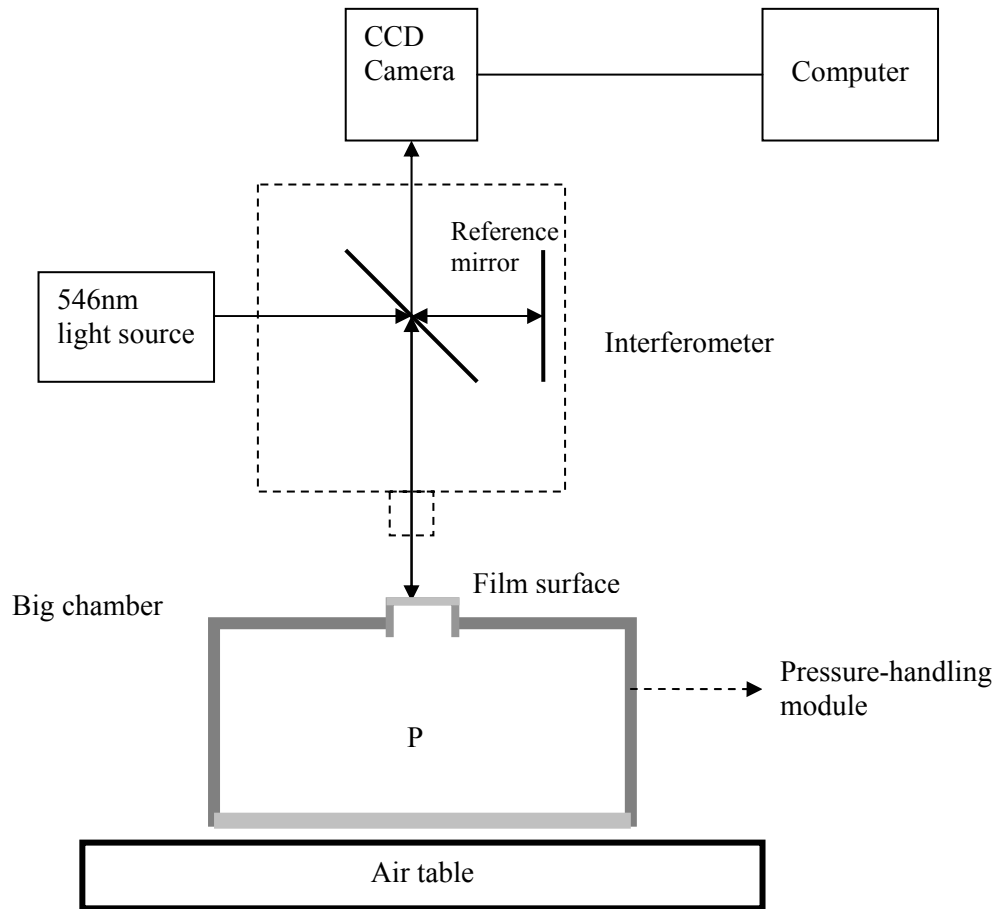 CCD
Camera
Computer
Reference
mirror
546nm
light source
Interferometer
Film surface
Big chamber
Pressure-handling
module
P
Air table